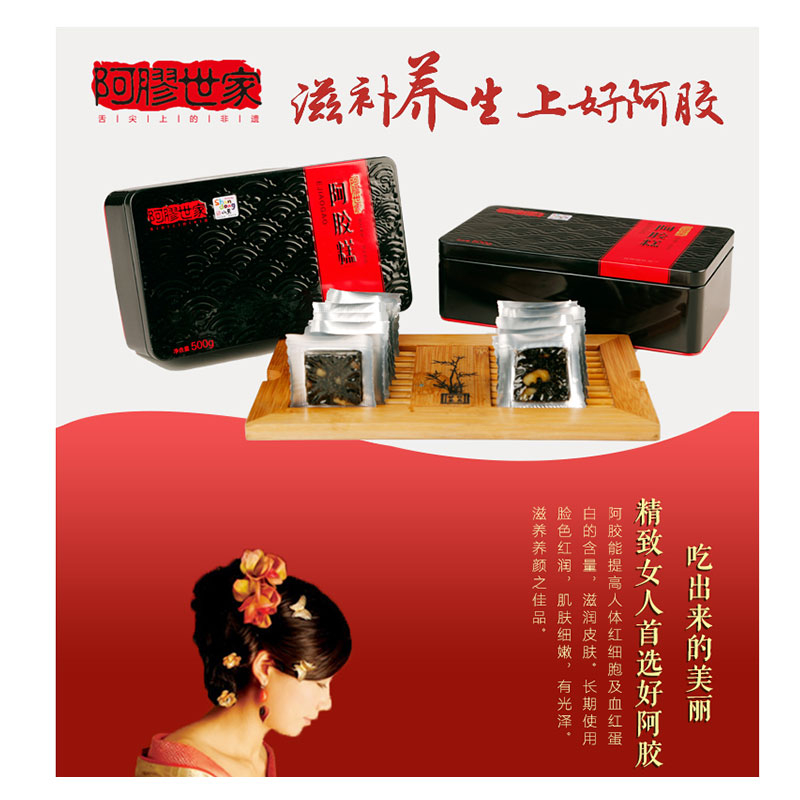 阿膠世家
舌尖上的非遗
滋补养生 上好阿胶
阿膠世家
阿胶糕
EJIAOGAO
净含量 500g
阿胶糕
吃出来的美丽
精致女人首选好阿胶
阿胶能提高人体红细胞及血红蛋
白的含量，滋润皮肤。长期使用
脸色红润，肌肤细嫩，有光泽。
滋养养颜之佳品。